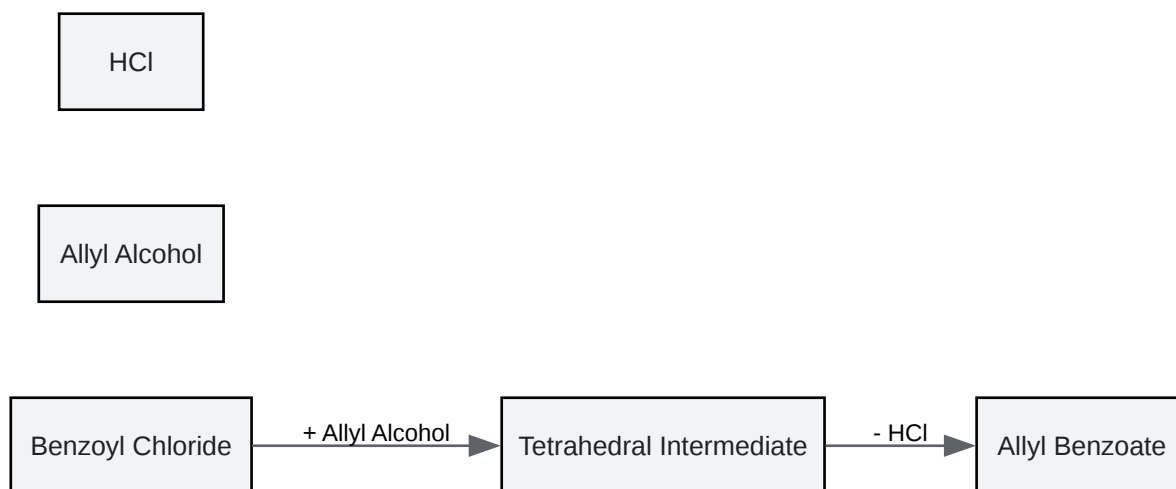 HCl
Allyl Alcohol
Benzoyl Chloride
+ Allyl Alcohol
Tetrahedral Intermediate
- HCl
Allyl Benzoate